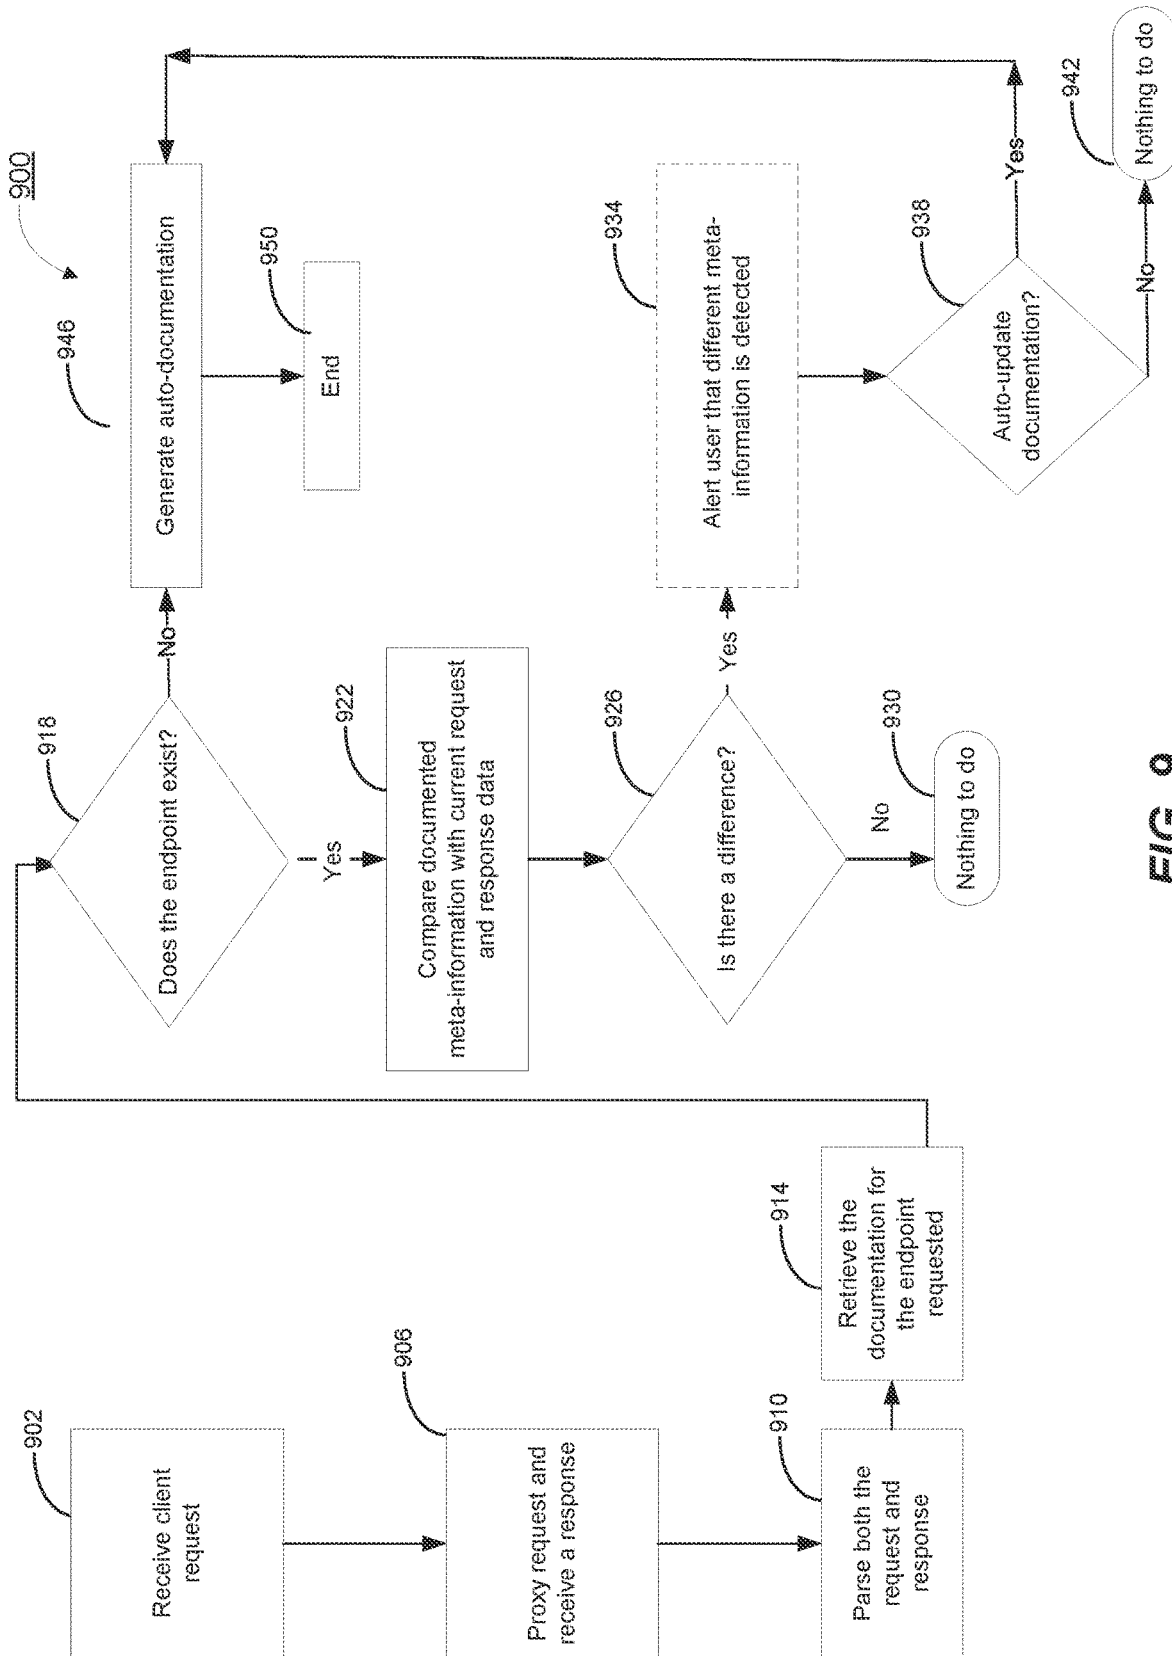 900
902
Receive client
request
906
Proxy request and
receive a response
910
Parse both the
request and
response
914
Retrieve the
documentation for
the endpoint
requested
918
Does the endpoint exist?
No
Yes
922
Compare documented
meta-information with current request
and response data
926
Is there a difference?
Yes
No
930
Nothing to do
946
Generate auto-documentation
950
End
934
Alert user that different meta-
information is detected
938
Auto-update
documentation?
Yes
No
942
Nothing to do
FIG. 9